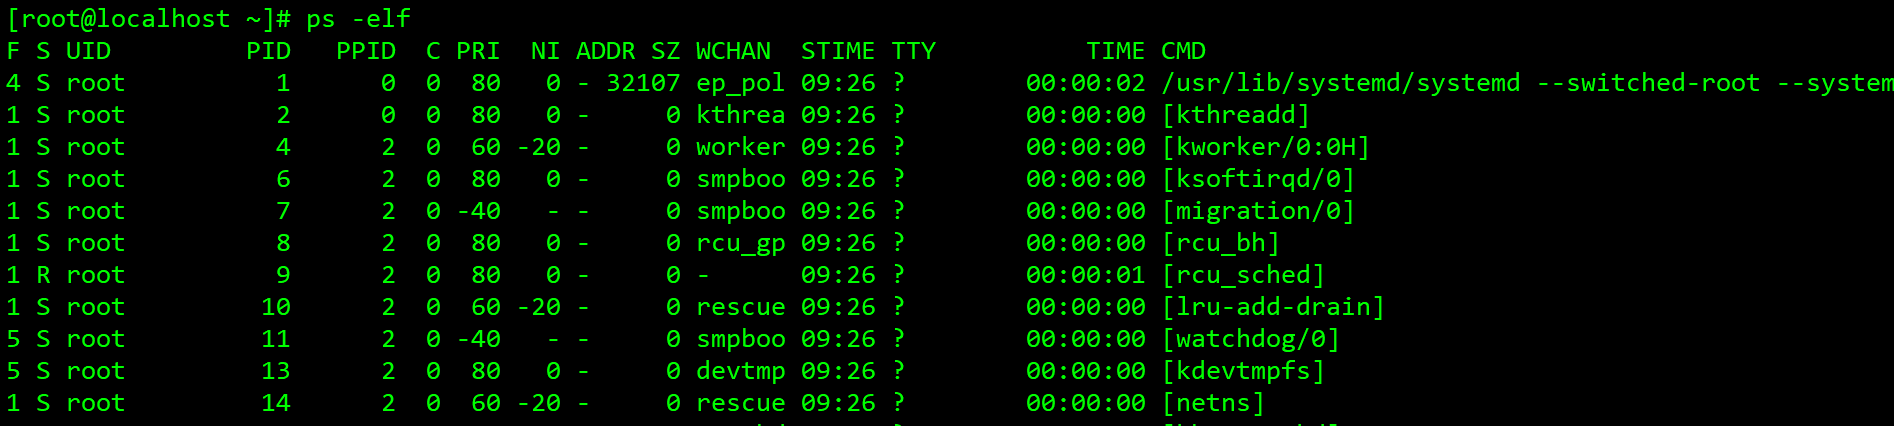 [root@localhost ~]# ps -elf
F S UID         PID   PPID  C PRI  NI ADDR SZ WCHAN  STIME TTY          TIME CMD
4 S root          1      0  0  80   0 - 32107 ep_pol 09:26 ?        00:00:02 /usr/lib/systemd/systemd --switched-root --system
1 S root          2      0  0  80   0 -     0 kthrea 09:26 ?        00:00:00 [kthreadd]
1 S root          4      2  0  60 -20 -     0 worker 09:26 ?        00:00:00 [kworker/0:0H]
1 S root          6      2  0  80   0 -     0 smpboo 09:26 ?        00:00:00 [ksoftirqd/0]
1 S root          7      2  0 -40   - -     0 smpboo 09:26 ?        00:00:00 [migration/0]
1 S root          8      2  0  80   0 -     0 rcu_gp 09:26 ?        00:00:00 [rcu_bh]
1 R root          9      2  0  80   0 -     0 -      09:26 ?        00:00:01 [rcu_sched]
1 S root         10      2  0  60 -20 -     0 rescue 09:26 ?        00:00:00 [lru-add-drain]
5 S root         11      2  0 -40   - -     0 smpboo 09:26 ?        00:00:00 [watchdog/0]
5 S root         13      2  0  80   0 -     0 devtmp 09:26 ?        00:00:00 [kdevtmpfs]
1 S root         14      2  0  60 -20 -     0 rescue 09:26 ?        00:00:00 [netns]